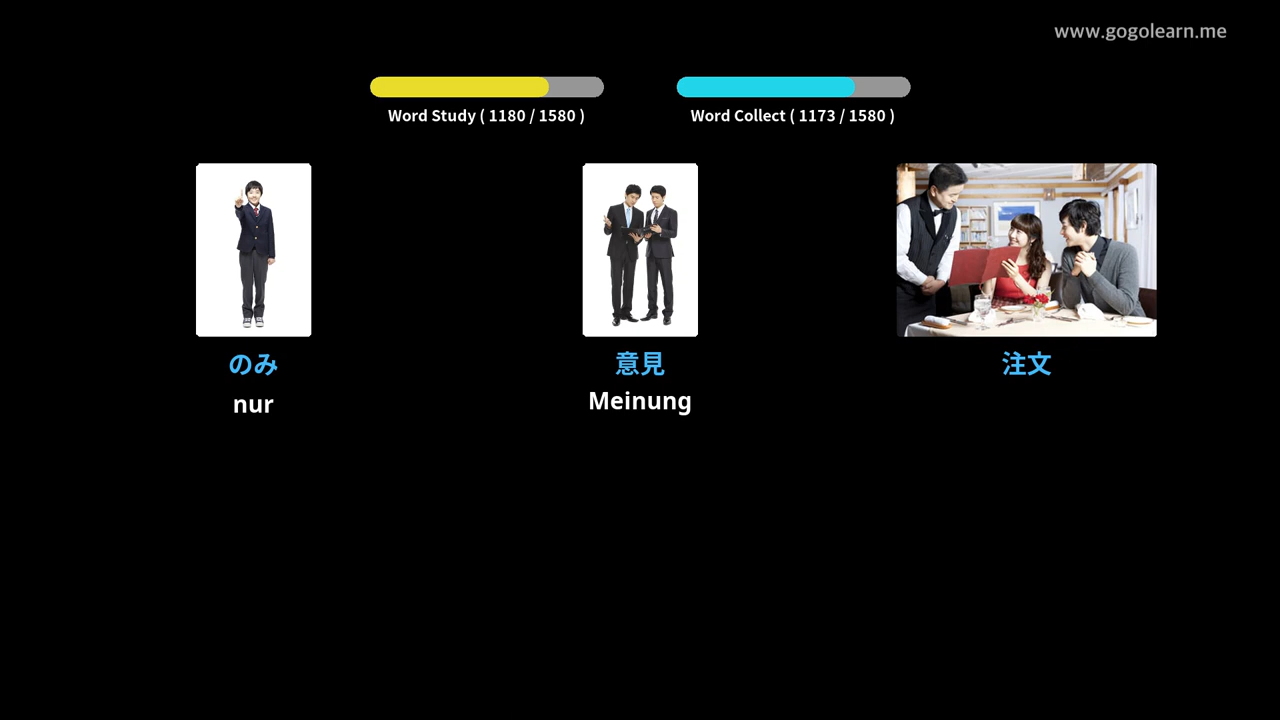 www.gogolearn.me
Word Study ( 1180 / 1580 )
Word Collect ( 1173 / 1580 )
のみ
nur
意見
Meinung
注文